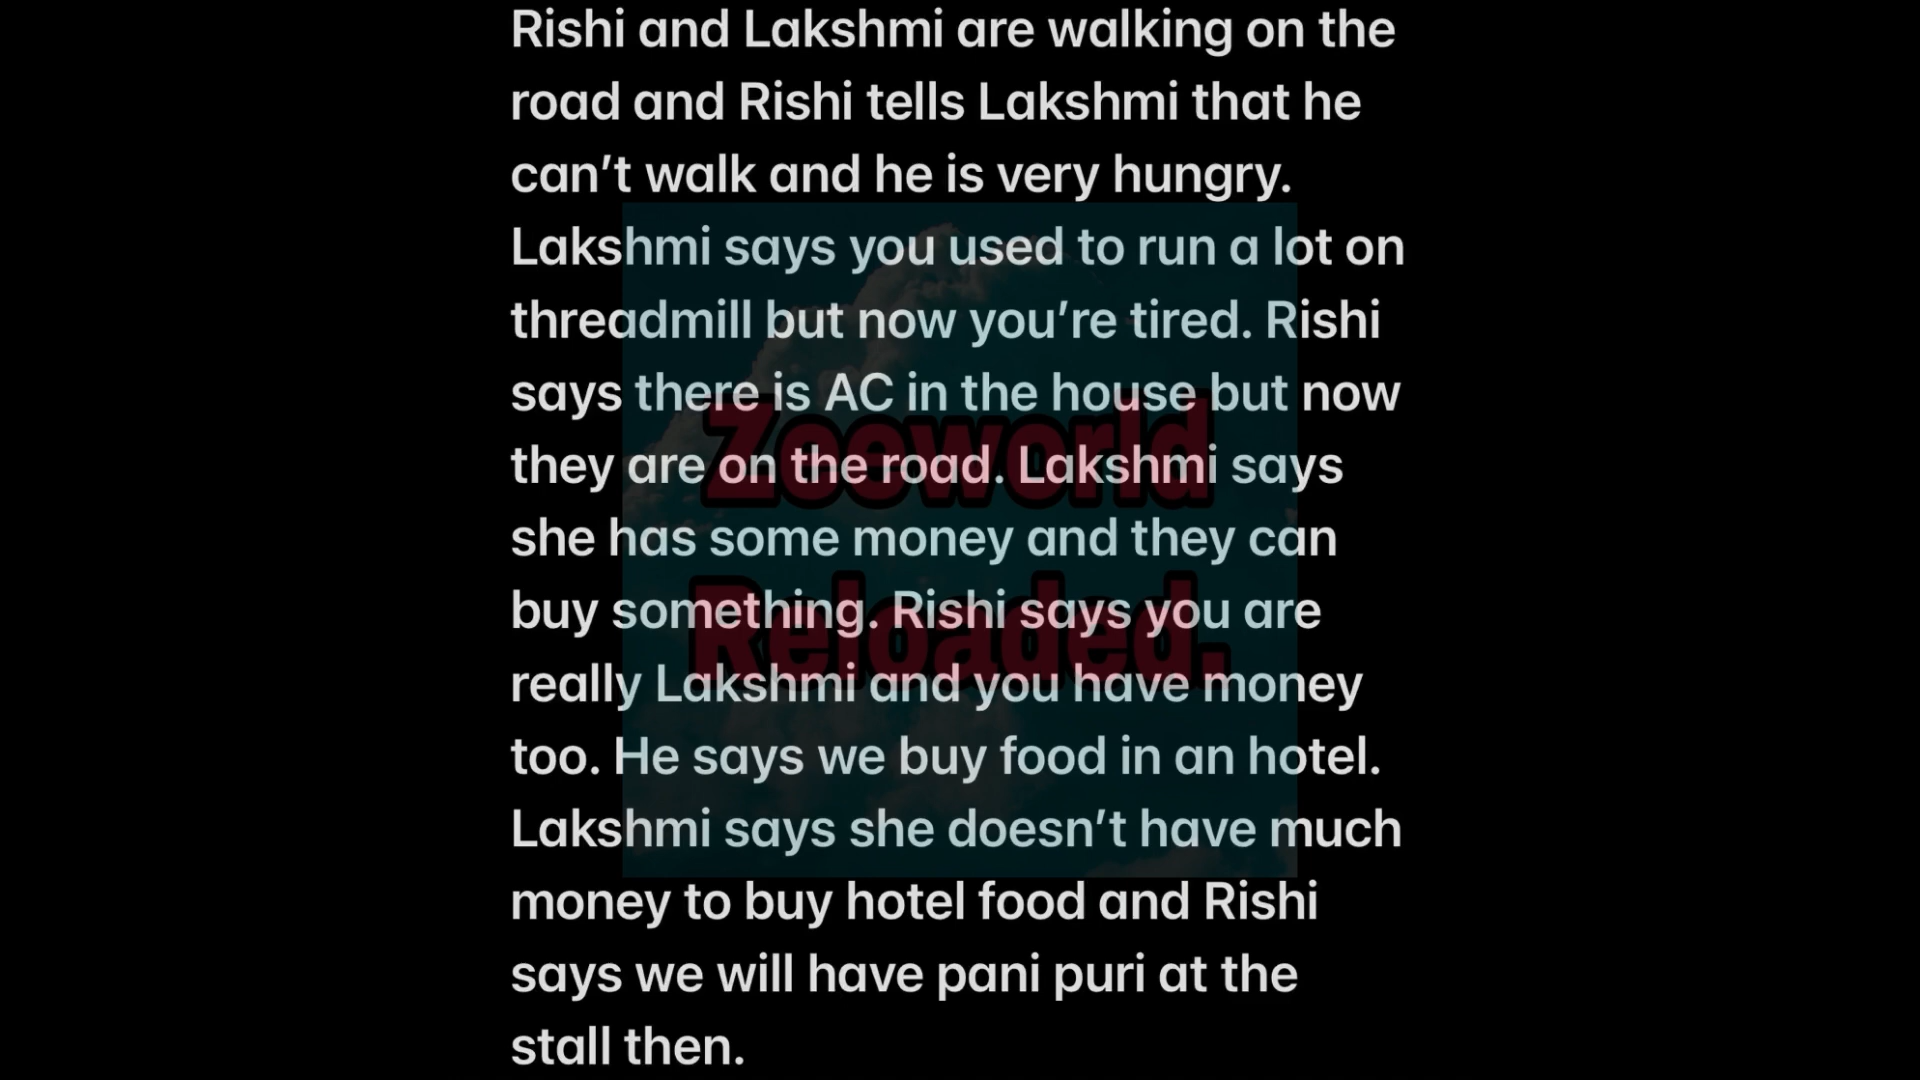 Rishi and Lakshmi are walking on the
road and Rishi tells Lakshmi that he
can’t walk and he is very hungry.
Lakshmi says you used to run a lot on
threadmill but now you’re tired. Rishi
says there is AC in the house but now
they are on the road. Lakshmi says
she has some money and they can
buy something. Rishi says you are
really Lakshmi and you have money
too. He says we buy food in an hotel.
Lakshmi says she doesn’t have much
money to buy hotel food and Rishi
says we will have pani puri at the
stall then.
Zeeworld
Reloaded.